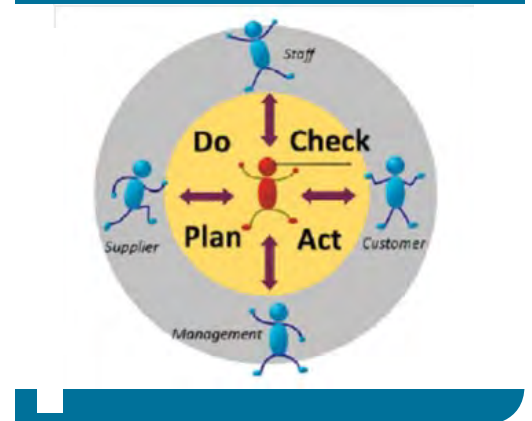 Staff
Do Check
Supplier
Plan Act
Customer
Management